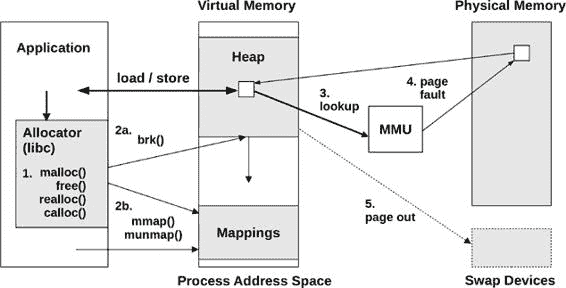 Virtual Memory
Physical Memory
Application
Heap
load / store
3.
lookup
4. page
fault
MMU
Allocator
(libc)
1. malloc()
free()
realloc()
calloc()
2a.
brk()
2b.
mmap()
munmap()
Mappings
5.
page out
Process Address Space
Swap Devices